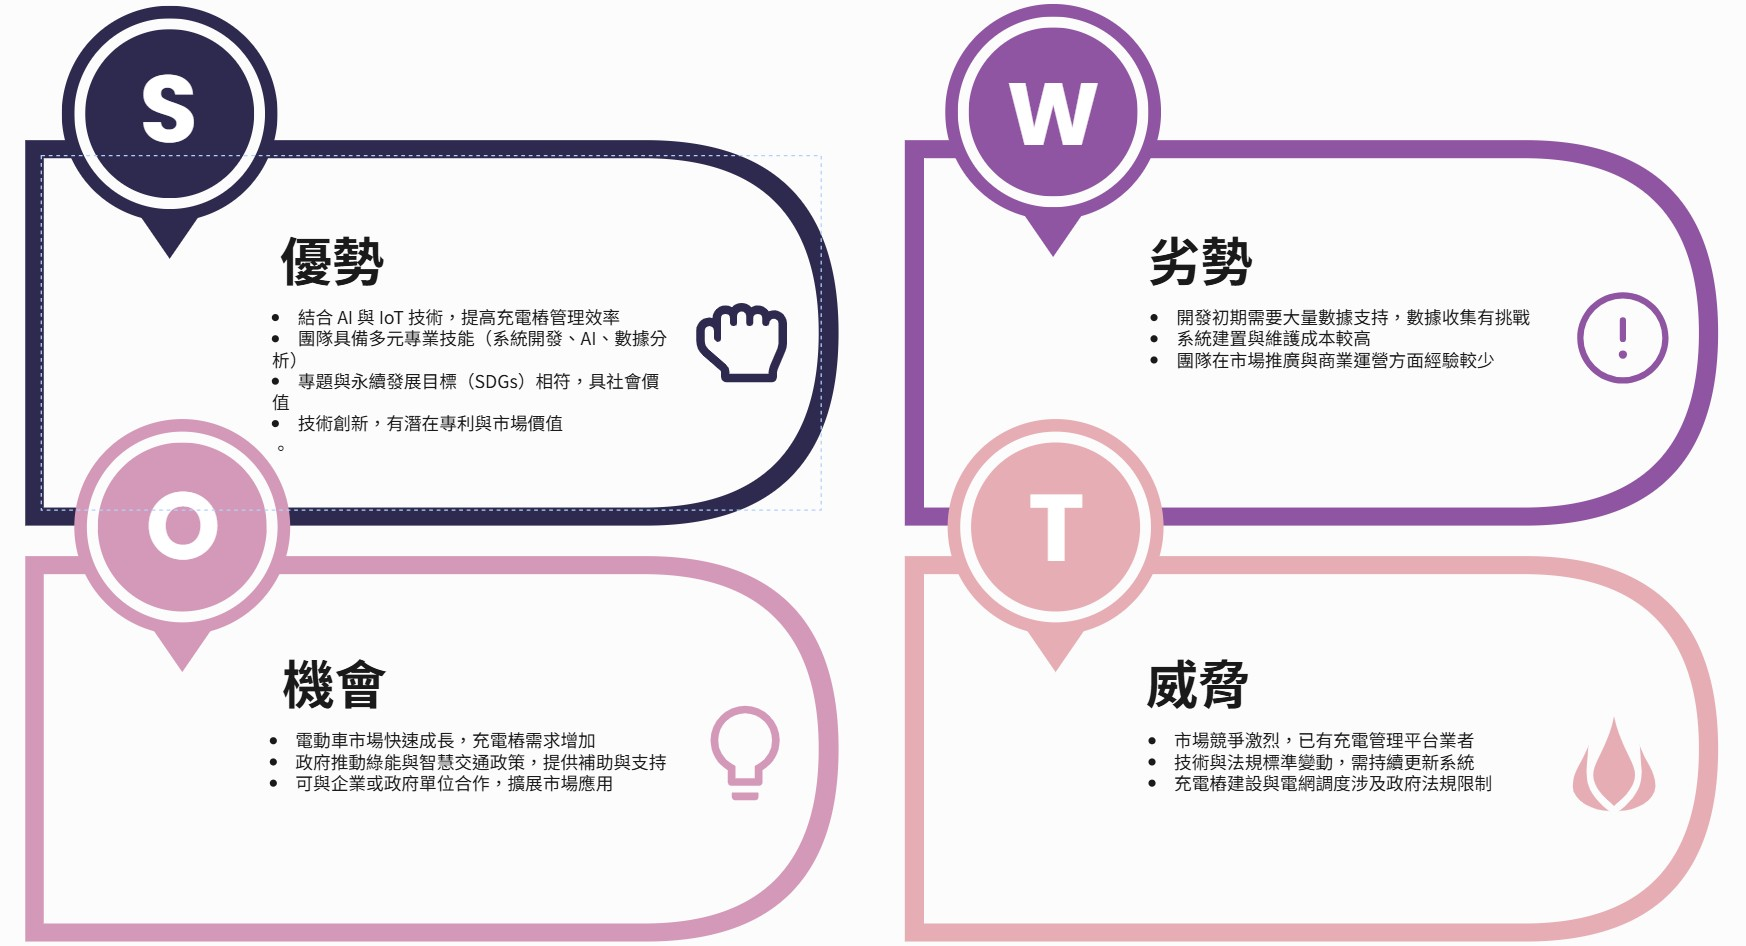 S
優勢
• 結合 AI 與 IoT 技術，提高充電樁管理效率
• 團隊具備多元專業技能（系統開發、AI、數據分
析）
• 專題與永續發展目標（SDGs）相符，具社會價
值
• 技術創新，有潛在專利與市場價值
。
W
劣勢
• 開發初期需要大量數據支持，數據收集有挑戰
• 系統建置與維護成本較高
• 團隊在市場推廣與商業運營方面經驗較少
O
機會
• 電動車市場快速成長，充電樁需求增加
• 政府推動綠能與智慧交通政策，提供補助與支持
• 可與企業或政府單位合作，擴展市場應用
T
威脅
• 市場競爭激烈，已有充電管理平台業者
• 技術與法規標準變動，需持續更新系統
• 充電樁建設與電網調度涉及政府法規限制